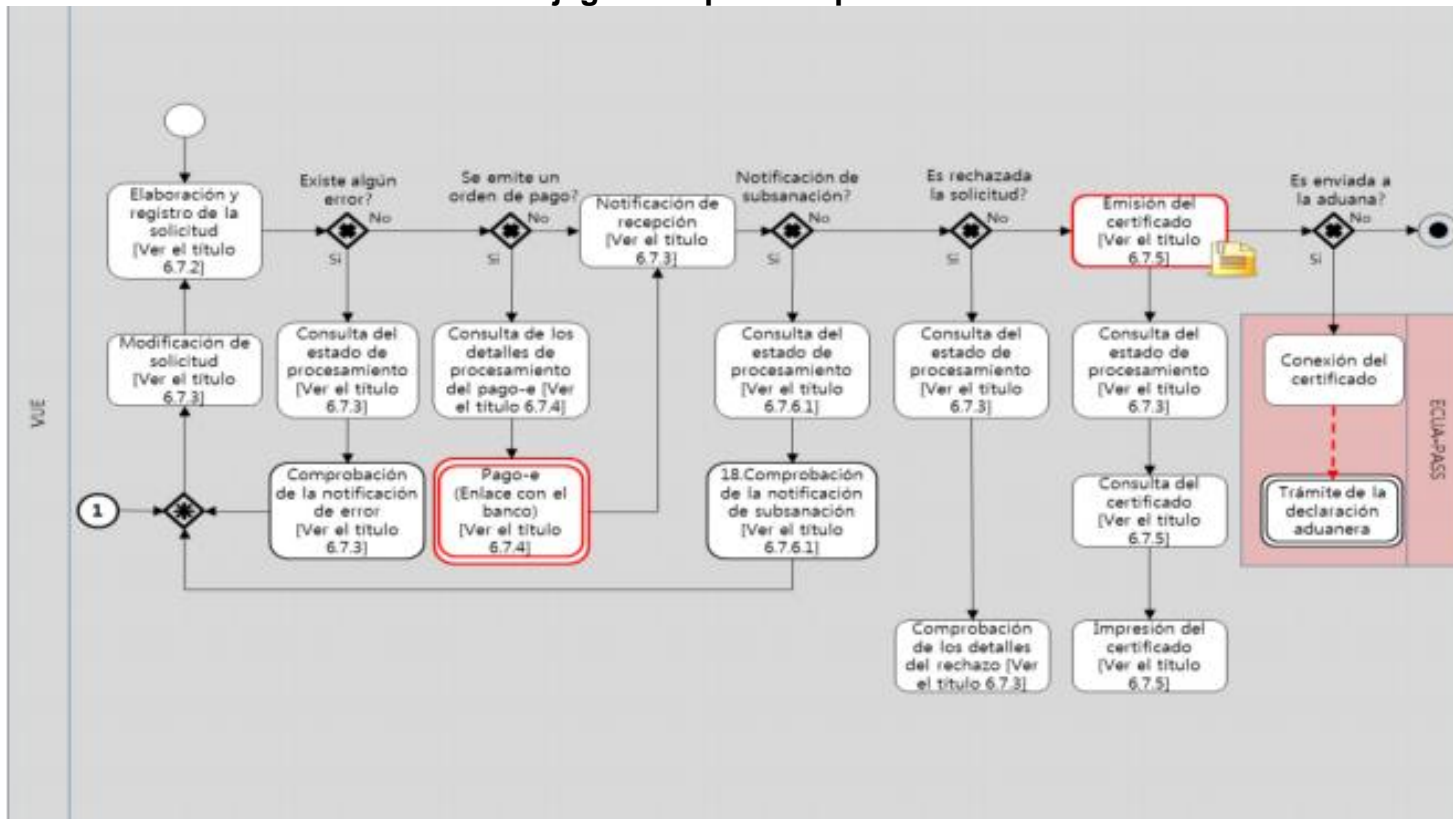 VUE
Elaboración y
registro de la
solicitud
[Ver el título
6.7.2]
Existe algún
error?
No
Si
Se emite un
orden de pago?
No
Si
Notificación de
recepción
[Ver el título
6.7.3]
Notificación de
subsanación?
No
Si
Es rechazada
la solicitud?
No
Si
Emisión del
certificado
[Ver el título
6.7.5]
Es enviada a
la aduana?
No
Si
Modificación de
solicitud
[Ver el título
6.7.3]
Consulta del
estado de
procesamiento
[Ver el título
6.7.3]
Consulta de los
detalles de
procesamiento
del pago-e [Ver
el título 6.7.4]
Consulta del
estado de
procesamiento
[Ver el título
6.7.6.1]
Consulta del
estado de
procesamiento
[Ver el título
6.7.3]
Consulta del
estado de
procesamiento
[Ver el título
6.7.3]
Conexión del
certificado
ECUA-PASS
1
Comprobación
de la notificación
de error
[Ver el título
6.7.3]
Pago-e
(Enlace con el
banco)
[Ver el título
6.7.4]
18.Comprobación
de la notificación
de subsanación
[Ver el título
6.7.6.1]
Consulta del
certificado
[Ver el título
6.7.5]
Trámite de la
declaración
aduanera
Comprobación
de los detalles
del rechazo [Ver
el título 6.7.3]
Impresión del
certificado
[Ver el título
6.7.5]